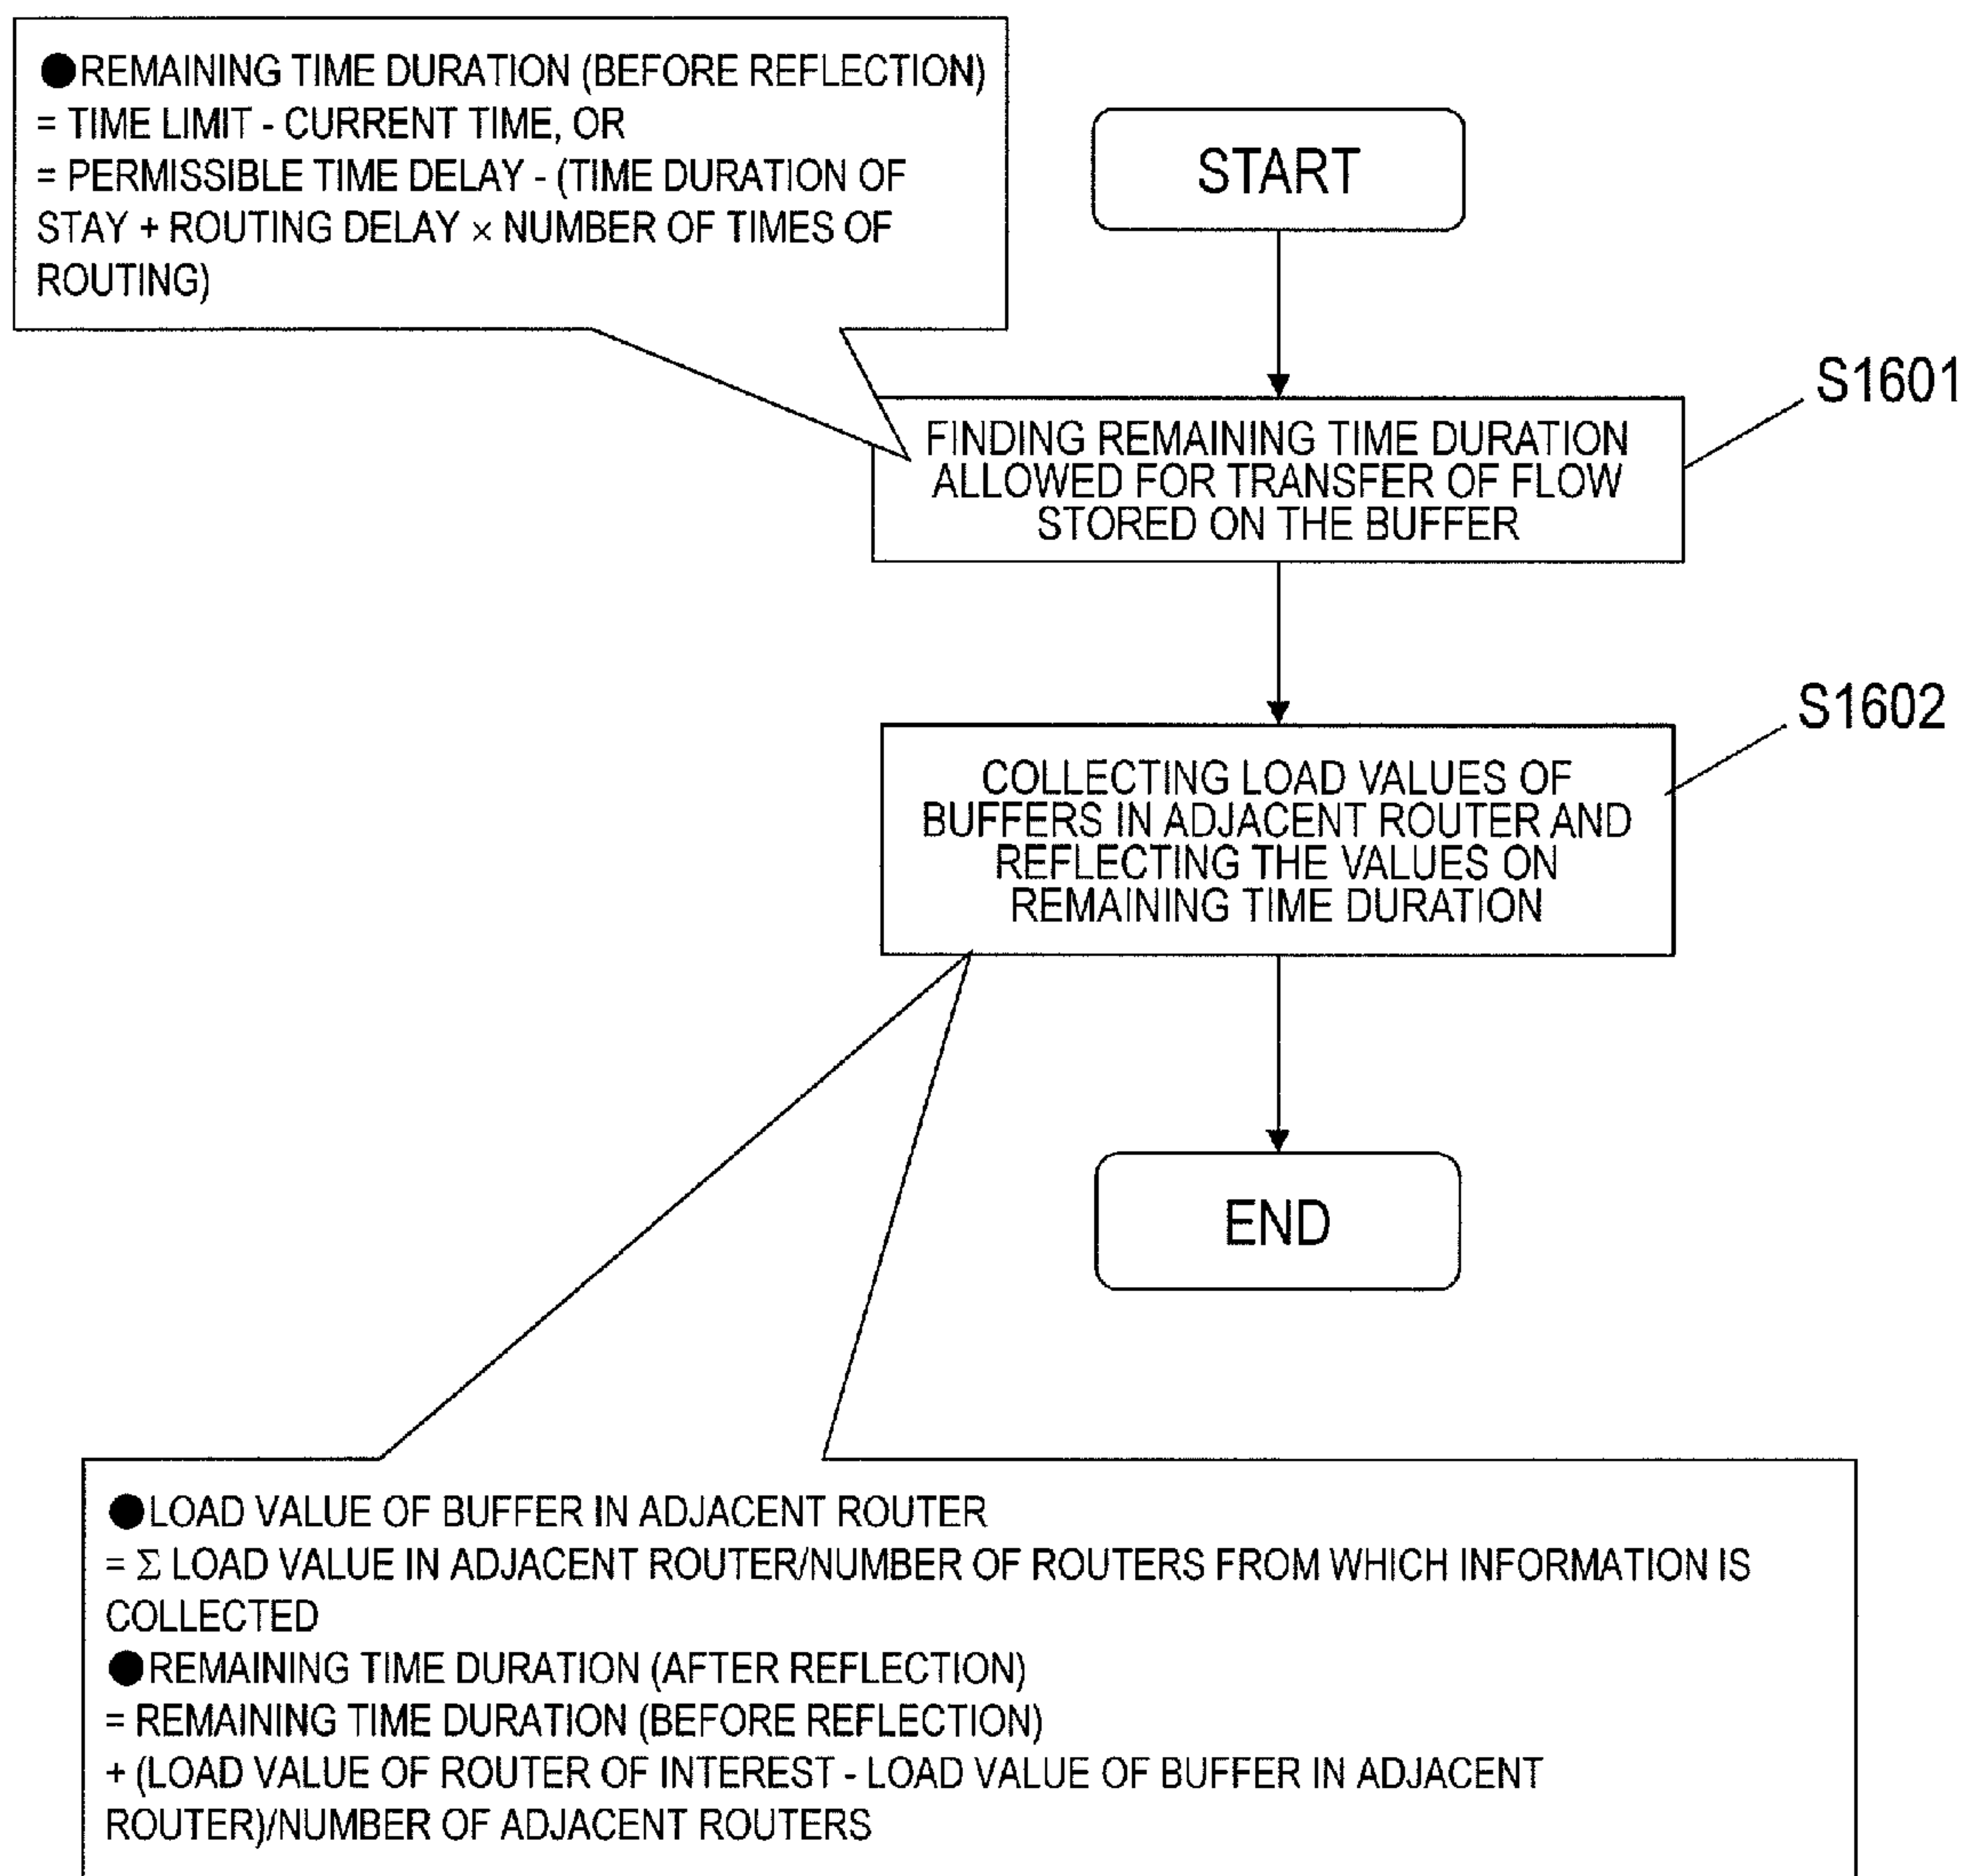 ●REMAINING TIME DURATION (BEFORE REFLECTION)
= TIME LIMIT - CURRENT TIME, OR
= PERMISSIBLE TIME DELAY - (TIME DURATION OF
STAY + ROUTING DELAY × NUMBER OF TIMES OF
ROUTING)
START
S1601
FINDING REMAINING TIME DURATION
ALLOWED FOR TRANSFER OF FLOW
STORED ON THE BUFFER
S1602
COLLECTING LOAD VALUES OF
BUFFERS IN ADJACENT ROUTER AND
REFLECTING THE VALUES ON
REMAINING TIME DURATION
END
●LOAD VALUE OF BUFFER IN ADJACENT ROUTER
= Σ LOAD VALUE IN ADJACENT ROUTER/NUMBER OF ROUTERS FROM WHICH INFORMATION IS
COLLECTED
●REMAINING TIME DURATION (AFTER REFLECTION)
= REMAINING TIME DURATION (BEFORE REFLECTION)
+ (LOAD VALUE OF ROUTER OF INTEREST - LOAD VALUE OF BUFFER IN ADJACENT
ROUTER)/NUMBER OF ADJACENT ROUTERS